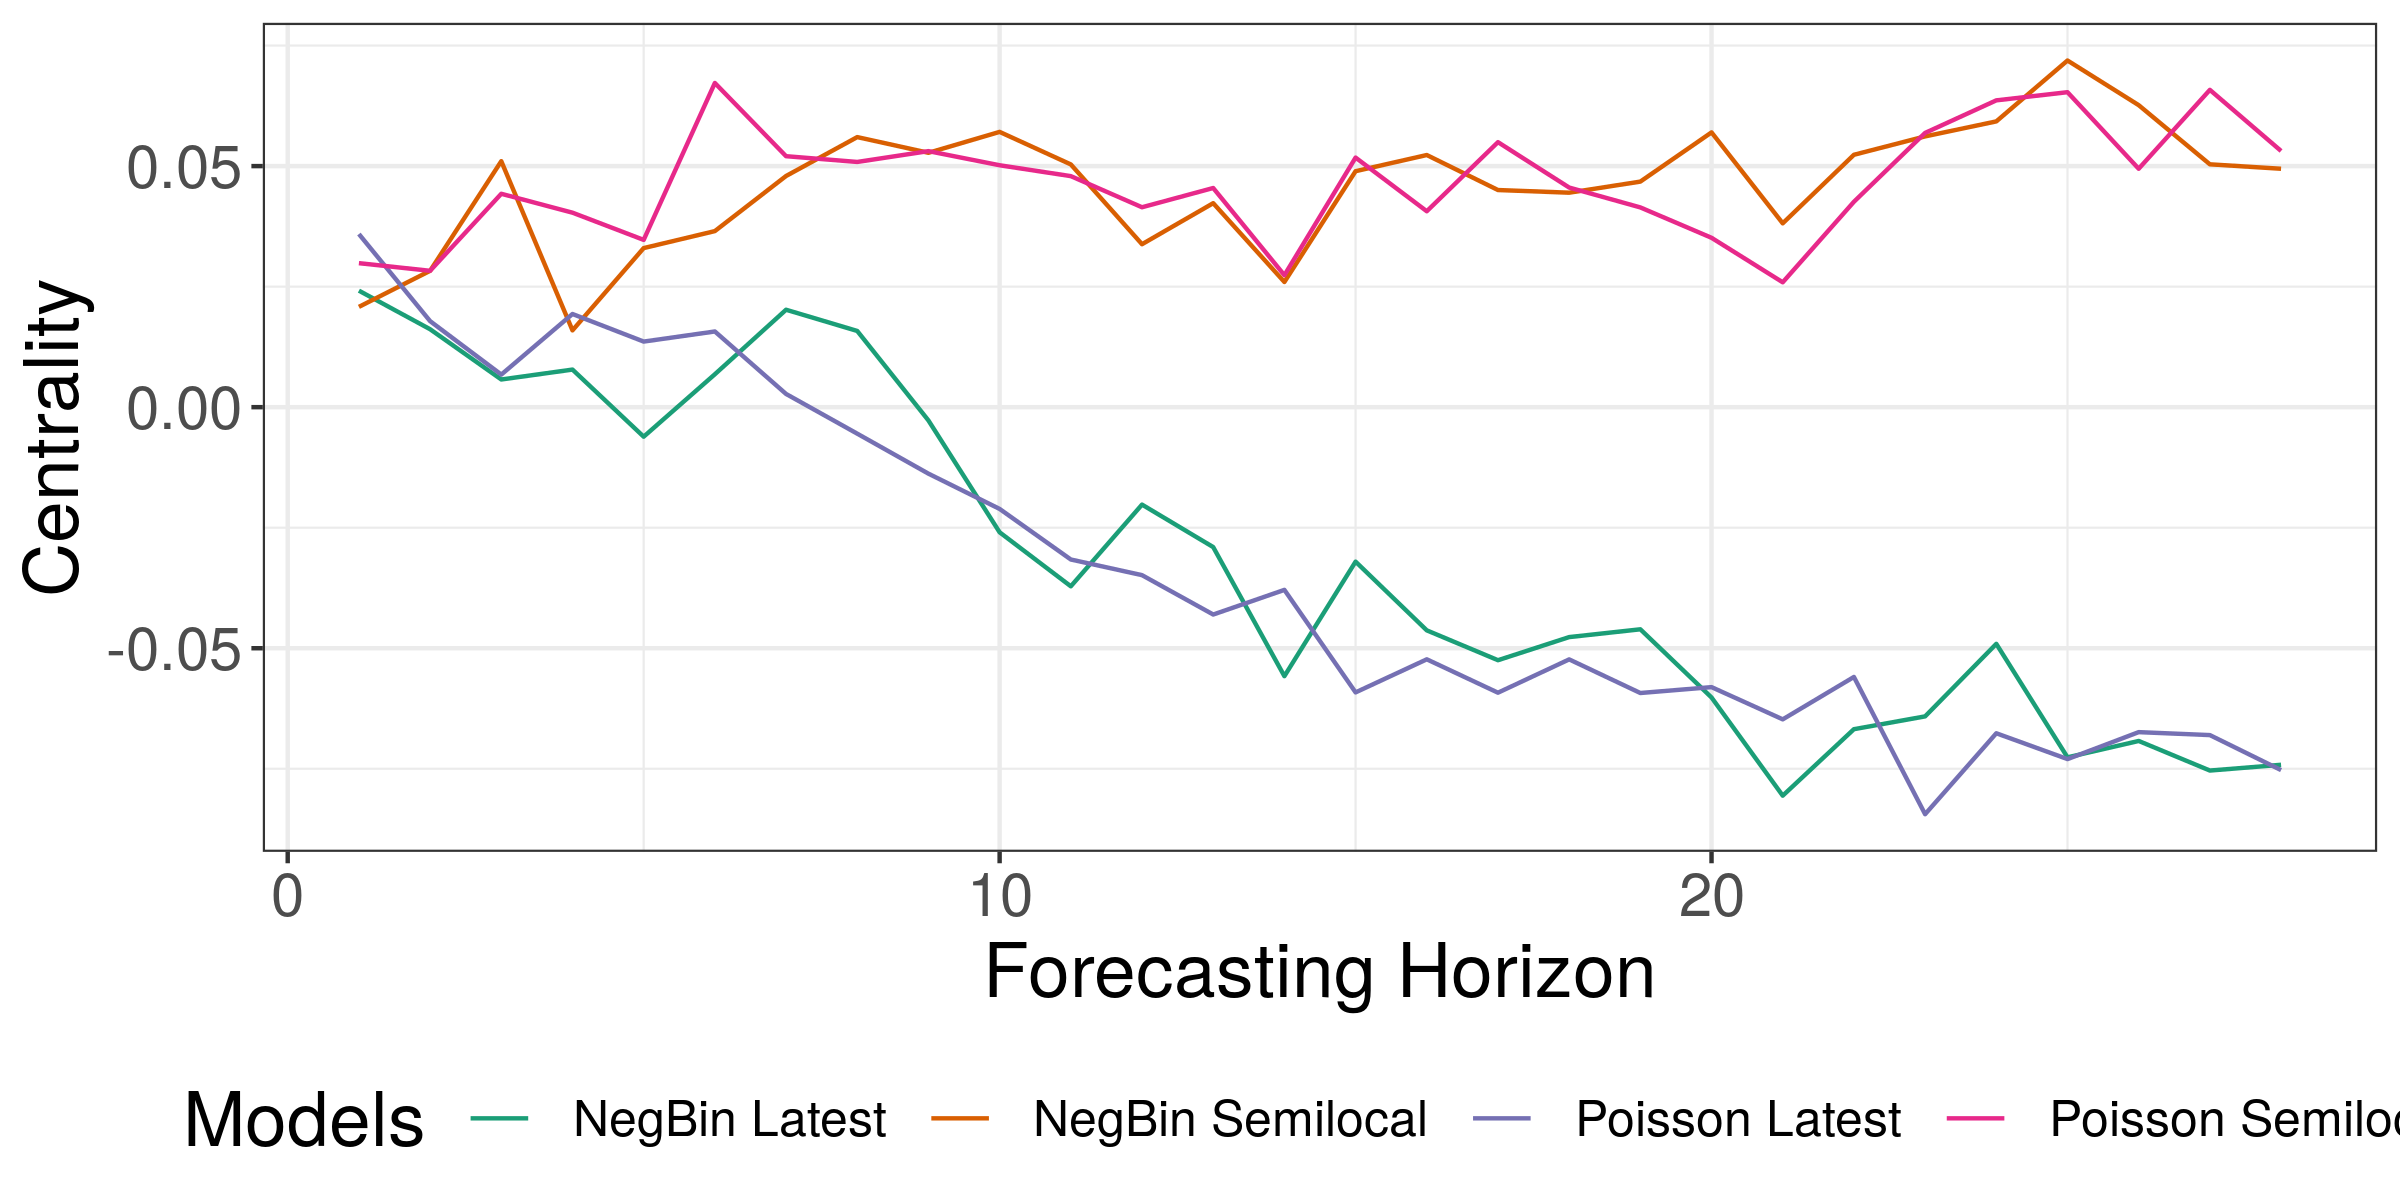 Centrality
0.05
0.00
-0.05
0 10 20
Forecasting Horizon
Models NegBin Latest NegBin Semilocal Poisson Latest Poisson